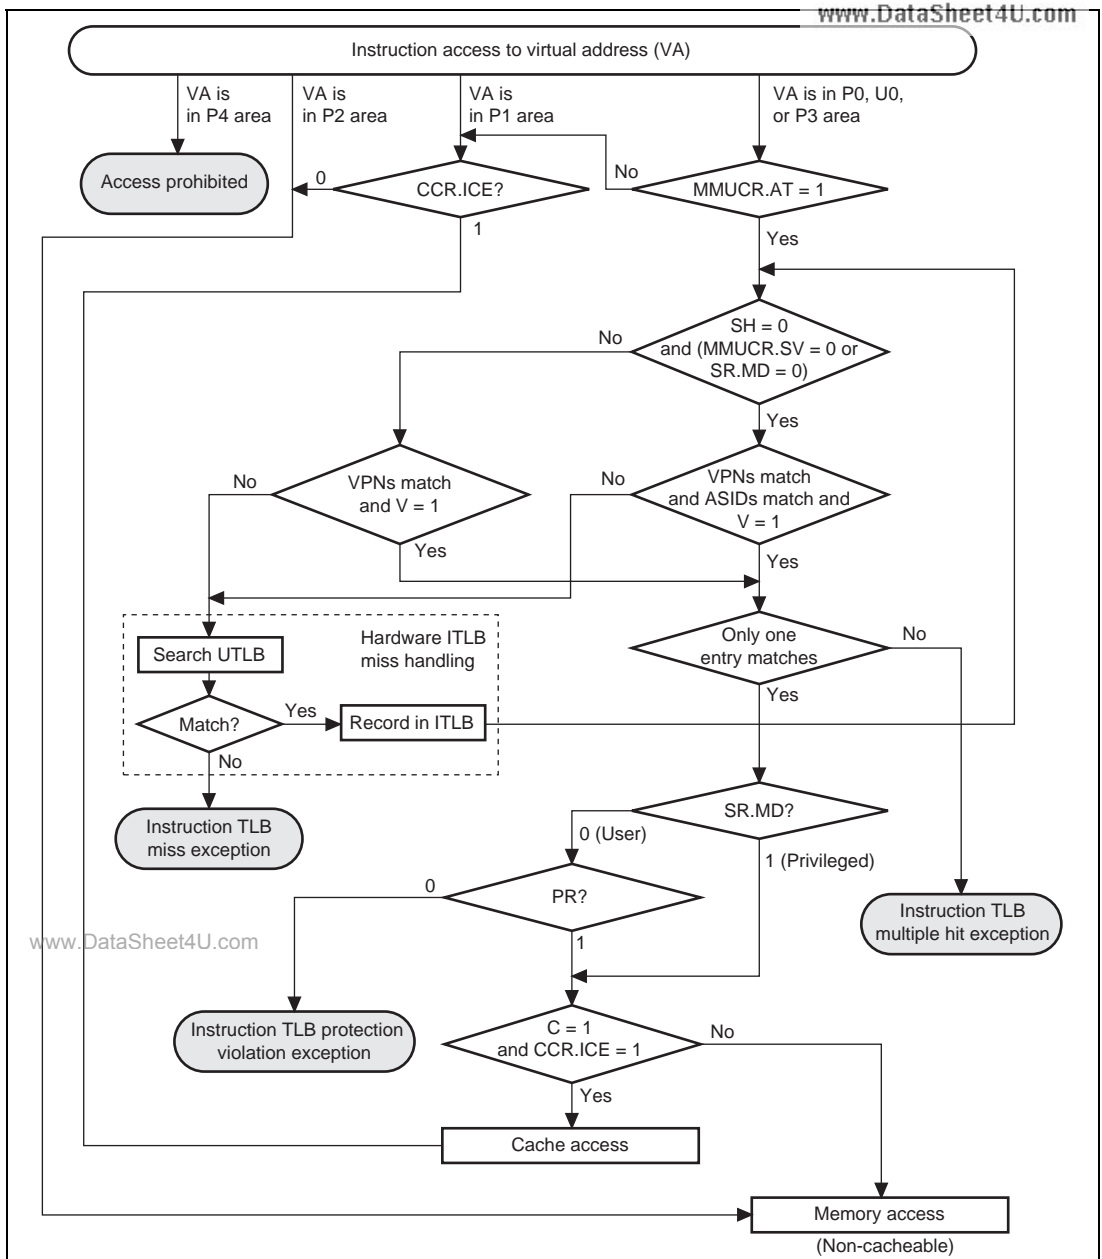 www.DataSheet4U.com
Instruction access to virtual address (VA)
VA is
in P4 area
VA is
in P2 area
VA is
in P1 area
VA is in P0, U0,
or P3 area
Access prohibited
0
CCR.ICE?
1
No
MMUCR.AT = 1
Yes
SH = 0
and (MMUCR.SV = 0 or
SR.MD = 0)
No
Yes
No
VPNs match
and V = 1
Yes
No
VPNs match
and ASIDs match and
V = 1
Yes
Hardware ITLB
miss handling
Search UTLB
Only one
entry matches
No
Yes
Match?
Yes
Record in ITLB
No
Instruction TLB
miss exception
SR.MD?
0 (User)
1 (Privileged)
0
PR?
1
Instruction TLB
multiple hit exception
www.DataSheet4U.com
Instruction TLB protection
violation exception
C = 1
and CCR.ICE = 1
No
Yes
Cache access
Memory access
(Non-cacheable)